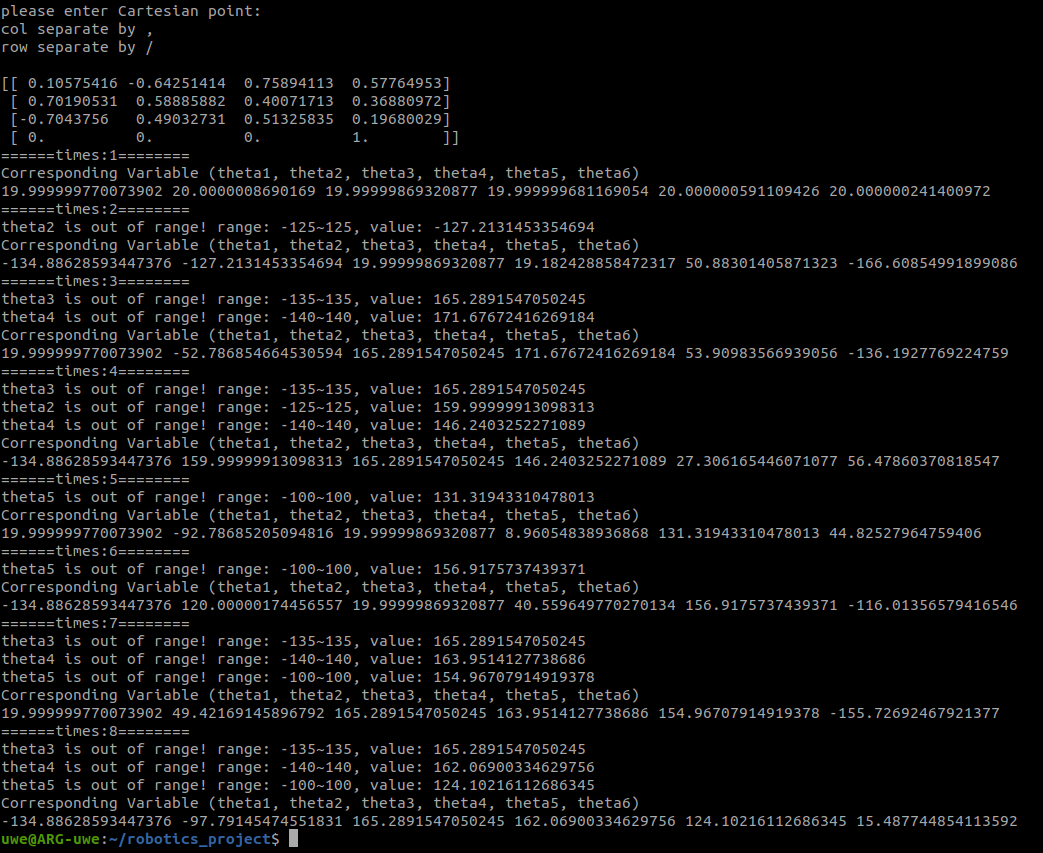 please enter Cartesian point:
col separate by ,
row separate by /
[[ 0.10575416 -0.64251414  0.75894113  0.57764953]
 [ 0.70190531  0.58885882  0.40071713  0.36880972]
 [-0.7043756   0.49032731  0.51325835  0.19680029]
 [ 0.          0.          0.          1.        ]]
======times:1========
Corresponding Variable (theta1, theta2, theta3, theta4, theta5, theta6)
19.999999770073902 20.0000008690169 19.99999869320877 19.999999681169054 20.000000591109426 20.000000241400972
======times:2========
theta2 is out of range! range: -125~125, value: -127.2131453354694
Corresponding Variable (theta1, theta2, theta3, theta4, theta5, theta6)
-134.88628593447376 -127.2131453354694 19.99999869320877 19.182428858472317 50.88301405871323 -166.60854991899086
======times:3========
theta3 is out of range! range: -135~135, value: 165.2891547050245
theta4 is out of range! range: -140~140, value: 171.67672416269184
Corresponding Variable (theta1, theta2, theta3, theta4, theta5, theta6)
19.999999770073902 -52.786854664530594 165.2891547050245 171.67672416269184 53.90983566939056 -136.1927769224759
======times:4========
theta3 is out of range! range: -135~135, value: 165.2891547050245
theta2 is out of range! range: -125~125, value: 159.99999913098313
theta4 is out of range! range: -140~140, value: 146.2403252271089
Corresponding Variable (theta1, theta2, theta3, theta4, theta5, theta6)
-134.88628593447376 159.99999913098313 165.2891547050245 146.2403252271089 27.306165446071077 56.47860370818547
======times:5========
theta5 is out of range! range: -100~100, value: 131.31943310478013
Corresponding Variable (theta1, theta2, theta3, theta4, theta5, theta6)
19.999999770073902 -92.78685205094816 19.99999869320877 8.96054838936868 131.31943310478013 44.82527964759406
======times:6========
theta5 is out of range! range: -100~100, value: 156.9175737439371
Corresponding Variable (theta1, theta2, theta3, theta4, theta5, theta6)
-134.88628593447376 120.00000174456557 19.99999869320877 40.559649770270134 156.9175737439371 -116.01356579416546
======times:7========
theta3 is out of range! range: -135~135, value: 165.2891547050245
theta4 is out of range! range: -140~140, value: 163.9514127738686
theta5 is out of range! range: -100~100, value: 154.96707914919378
Corresponding Variable (theta1, theta2, theta3, theta4, theta5, theta6)
19.999999770073902 49.42169145896792 165.2891547050245 163.9514127738686 154.96707914919378 -155.72692467921377
======times:8========
theta3 is out of range! range: -135~135, value: 165.2891547050245
theta4 is out of range! range: -140~140, value: 162.06900334629756
theta5 is out of range! range: -100~100, value: 124.10216112686345
Corresponding Variable (theta1, theta2, theta3, theta4, theta5, theta6)
-134.88628593447376 -97.79145474551831 165.2891547050245 162.06900334629756 124.10216112686345 15.487744854113592
uwe@ARG-uwe:~/robotics_project$